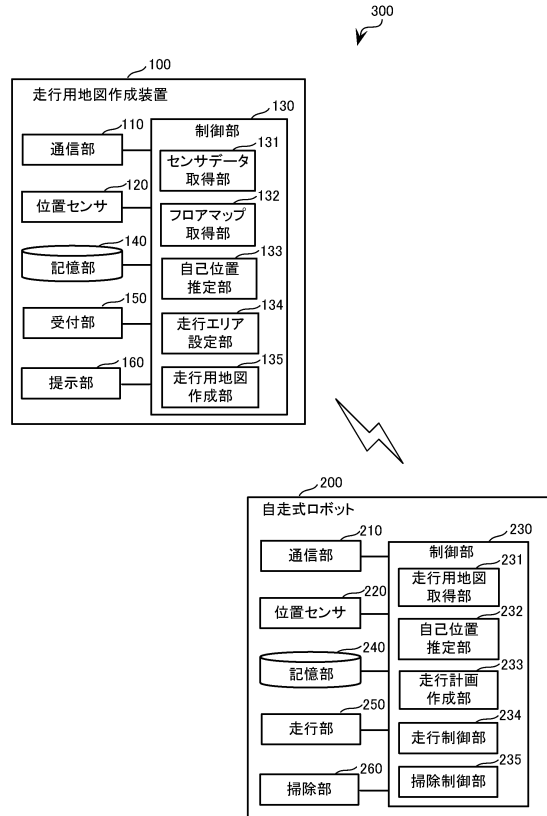 300
100
走行用地図作成装置
110
通信部
120
位置センサ
140
記憶部
150
受付部
160
提示部
130
制御部
131
センサデータ
取得部
132
フロアマップ
取得部
133
自己位置
推定部
134
走行エリア
設定部
135
走行用地図
作成部
200
自走式ロボット
210
通信部
220
位置センサ
240
記憶部
250
走行部
260
掃除部
230
制御部
231
走行用地図
取得部
232
自己位置
推定部
233
走行計画
作成部
234
走行制御部
235
掃除制御部